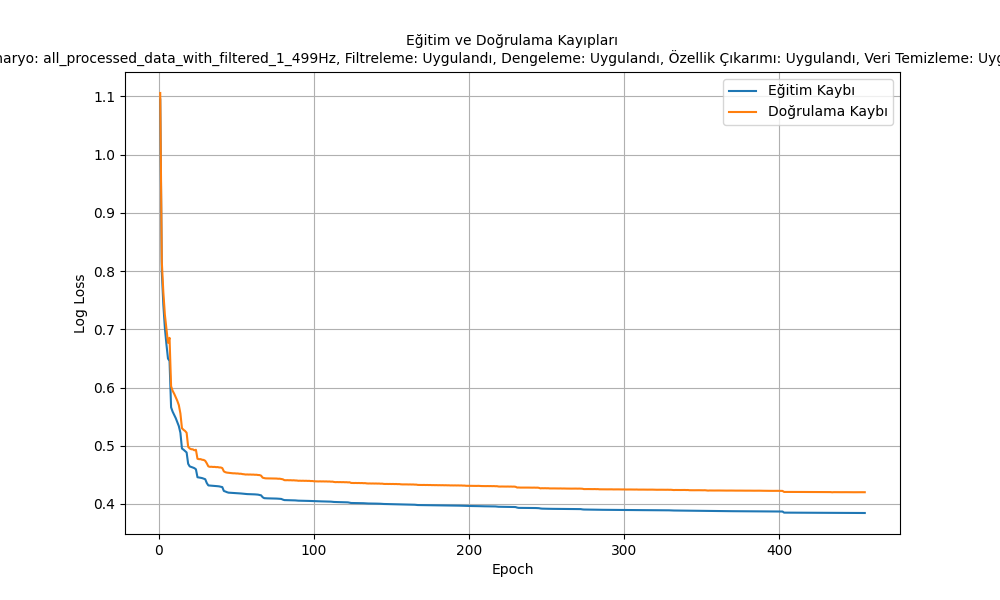 Eğitim ve Doğrulama Kayıpları
all_processed_data_with_filtered_1_499Hz, Filtreleme: Uygulandı, Dengeleme: Uygulandı, Özellik Çıkarımı: Uygulandı, Veri Temizleme:
Eğitim Kaybı
Doğrulama Kaybı
1.1
1.0
0.9
0.8
0.7
0.6
0.5
0.4
Log Loss
0 100 200 300 400
Epoch